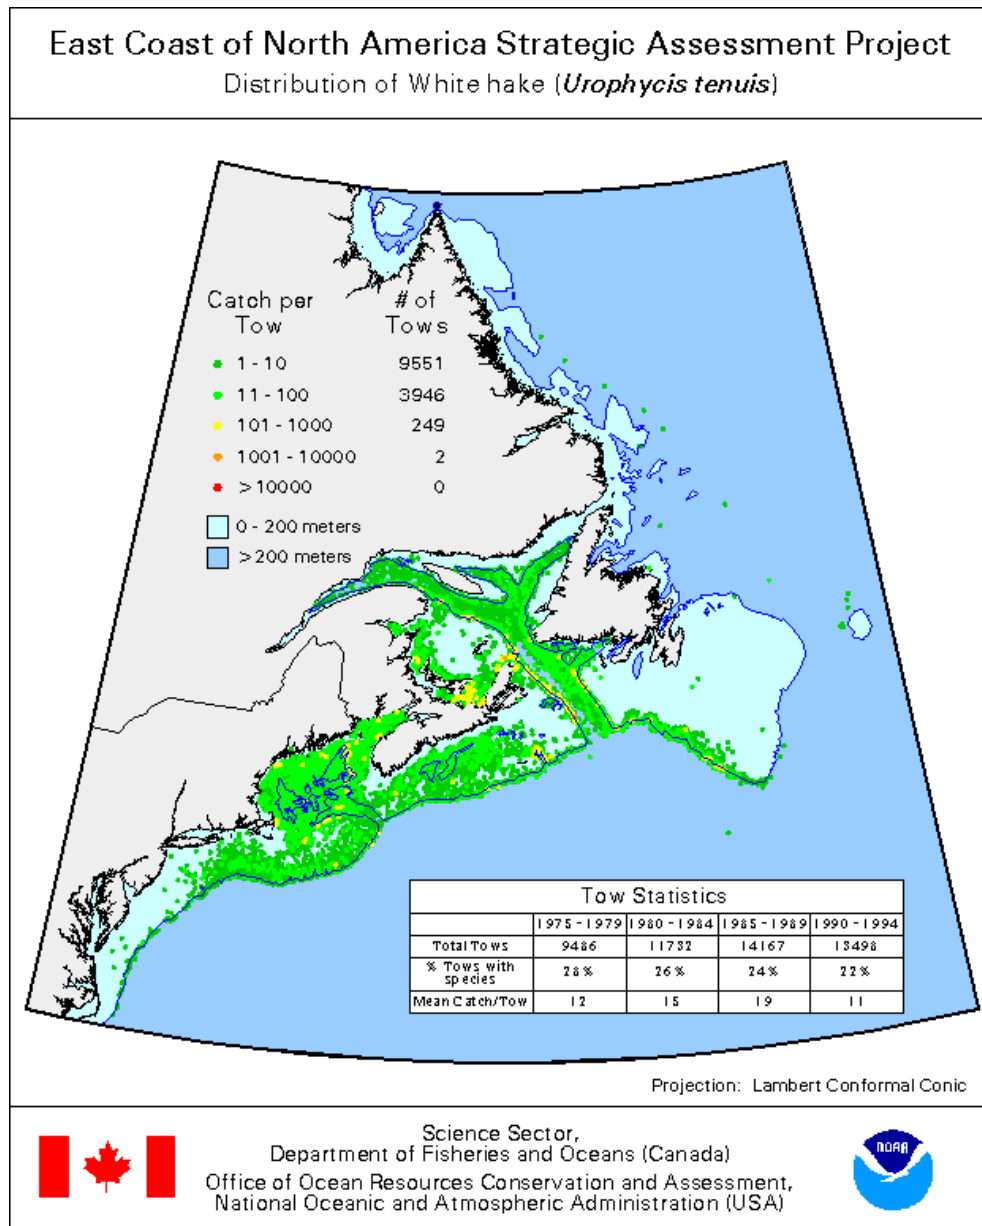 East Coast of North America Strategic Assessment Project
Distribution of White hake (Urophycis tenuis)
Catch per Tow # of Tows
1 - 10 9551
11 - 100 3946
101 - 1000 249
1001 - 10000 2
>10000 0
0 - 200 meters
>200 meters
Tow Statistics
1975 - 1979 1980 - 1984 1985 - 1989 1990 - 1994
Total Tows 9486 11732 14167 13498
% Tows with species 28% 26% 24% 22%
Mean Catch/Tow 12 15 19 11
Projection: Lambert Conformal Conic
Science Sector,
Department of Fisheries and Oceans (Canada)
Office of Ocean Resources Conservation and Assessment,
National Oceanic and Atmospheric Administration (USA)
NOAA